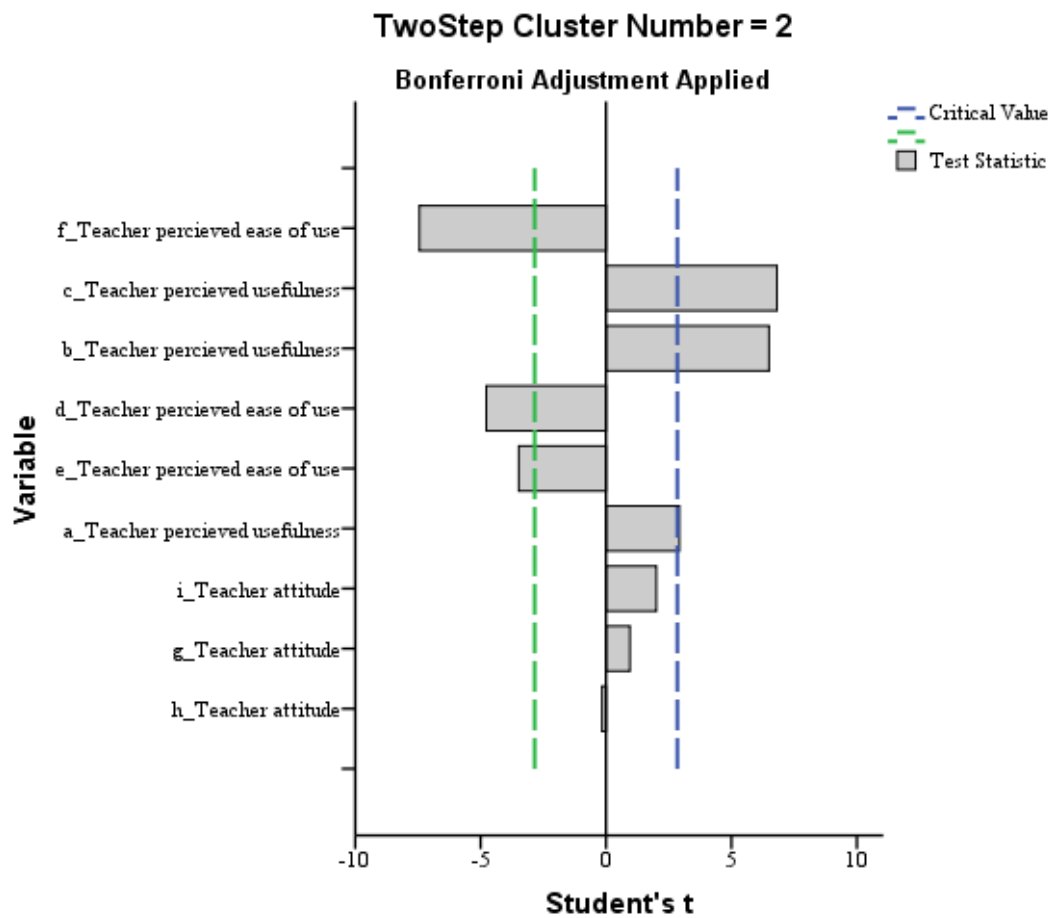 TwoStep Cluster Number = 2
Bonferroni Adjustment Applied
Critical Value
Test Statistic
Variable
f_Teacher percieved ease of use
c_Teacher percieved usefulness
b_Teacher percieved usefulness
d_Teacher percieved ease of use
e_Teacher percieved ease of use
a_Teacher percieved usefulness
i_Teacher attitude
g_Teacher attitude
h_Teacher attitude
-10 -5 0 5 10
Student's t